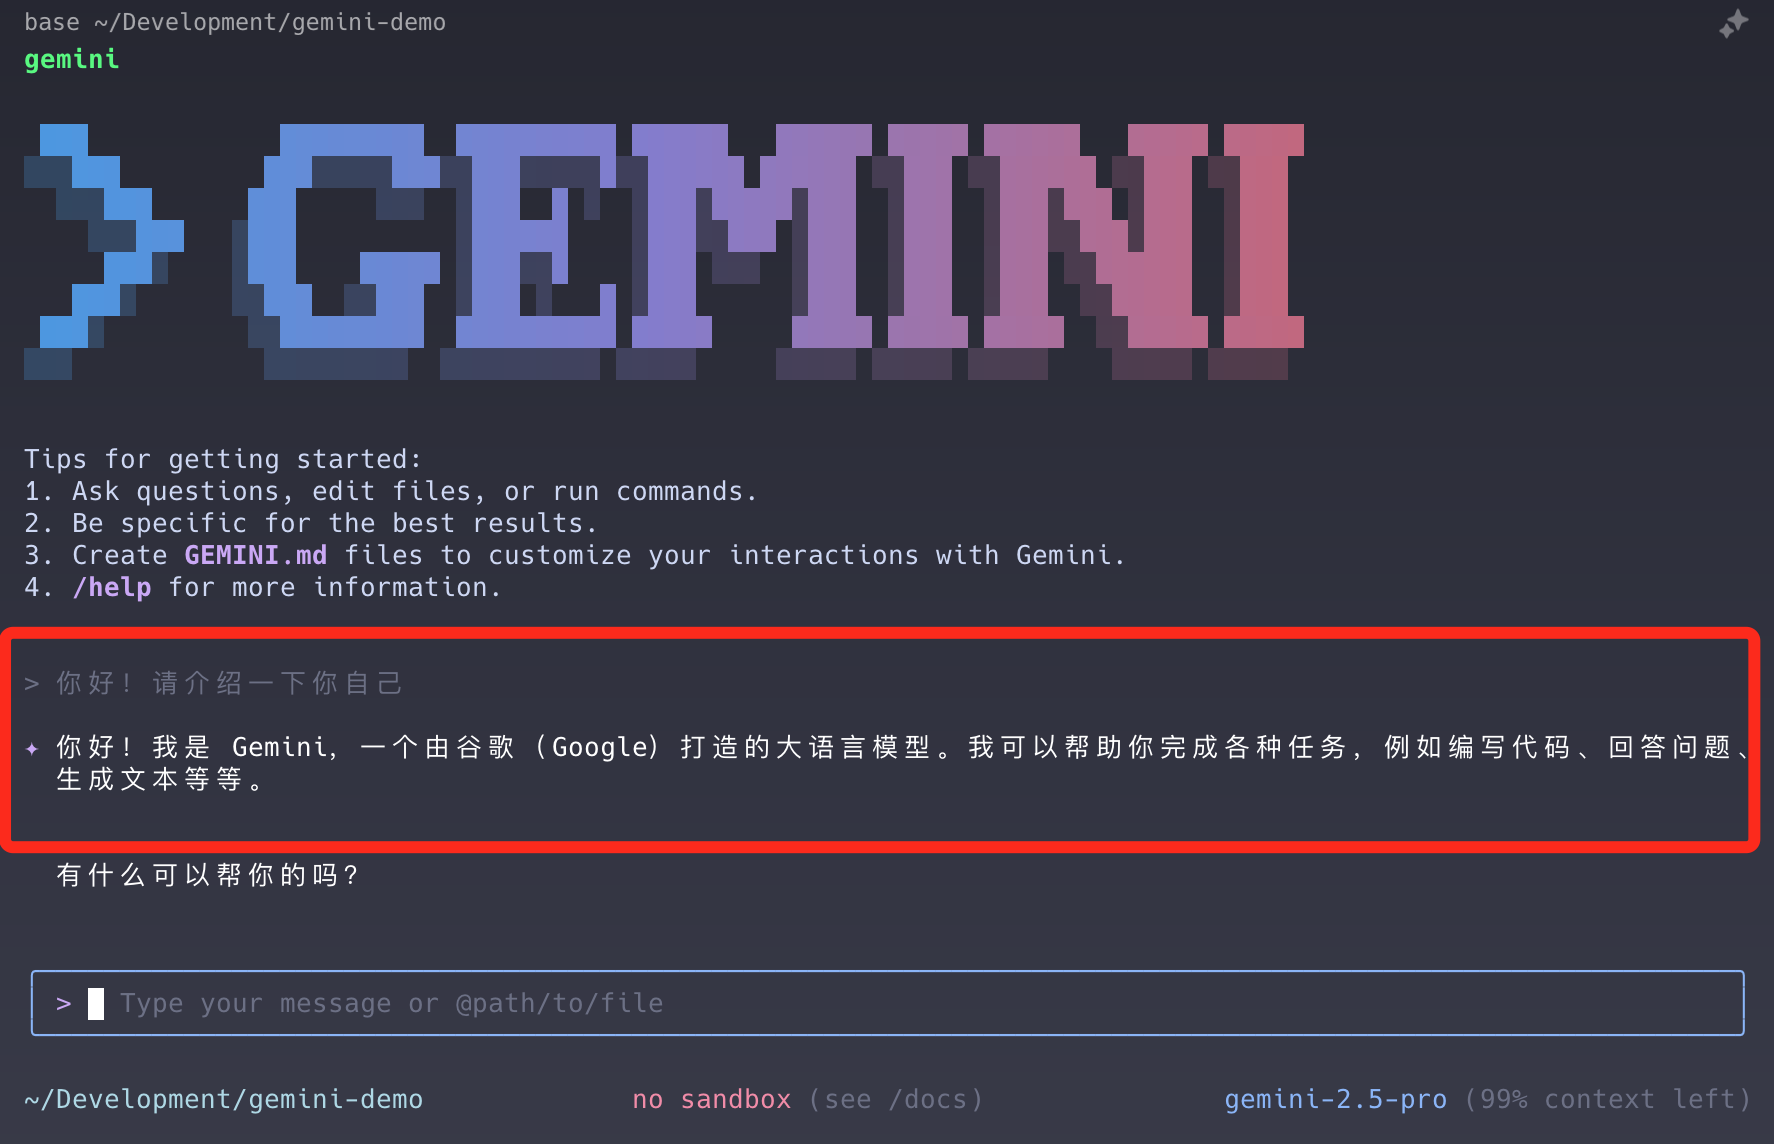 base ~/Development/gemini-demo
gemini
> GEMINI
Tips for getting started:
1. Ask questions, edit files, or run commands.
2. Be specific for the best results.
3. Create GEMINI.md files to customize your interactions with Gemini.
4. /help for more information.
> 你好！请介绍一下你自己
✦ 你好！我是 Gemini，一个由谷歌（Google）打造的大语言模型。我可以帮助你完成各种任务，例如编写代码、回答问题、
生成文本等等。
有什么可以帮你的吗？
> Type your message or @path/to/file
~/Development/gemini-demo no sandbox (see /docs) gemini-2.5-pro (99% context left)